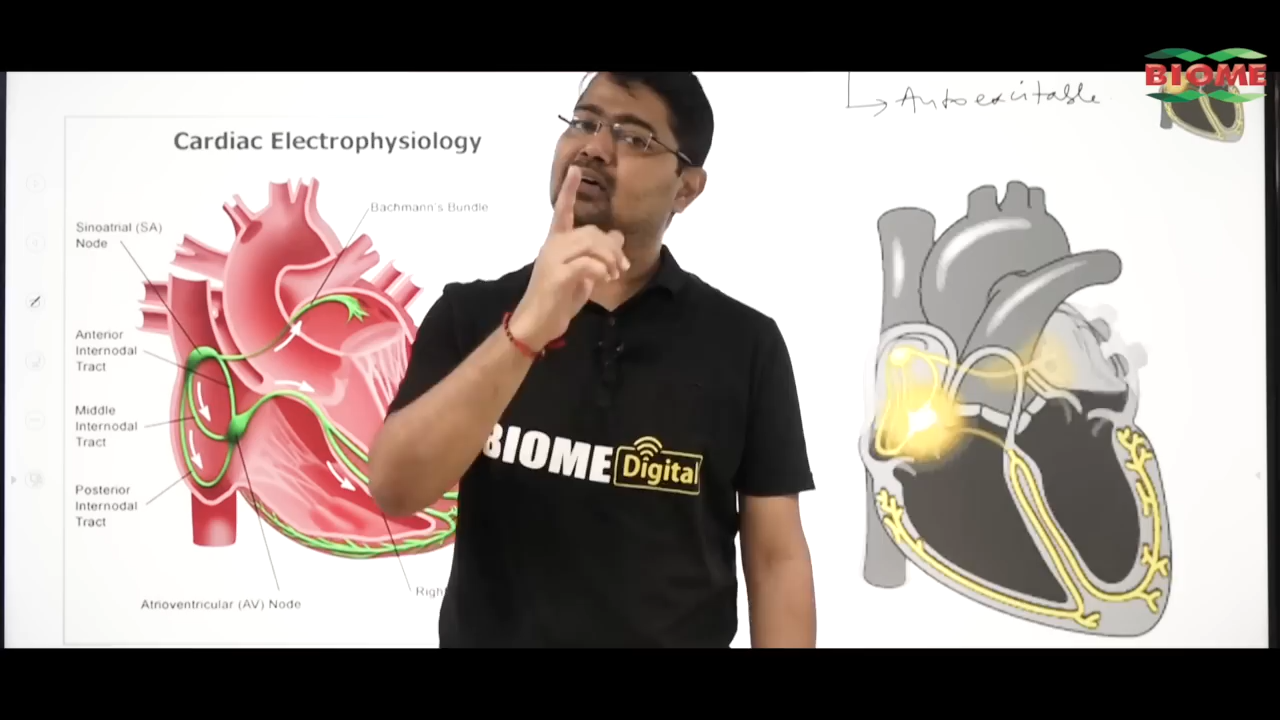 BIOME
Autoexcitable
Cardiac Electrophysiology
Bachmann's Bundle
Sinoatrial (SA)
Node
Anterior
Internodal
Tract
Middle
Internodal
Tract
Posterior
Internodal
Tract
Atrioventricular (AV) Node
Righ
BIOME Digital